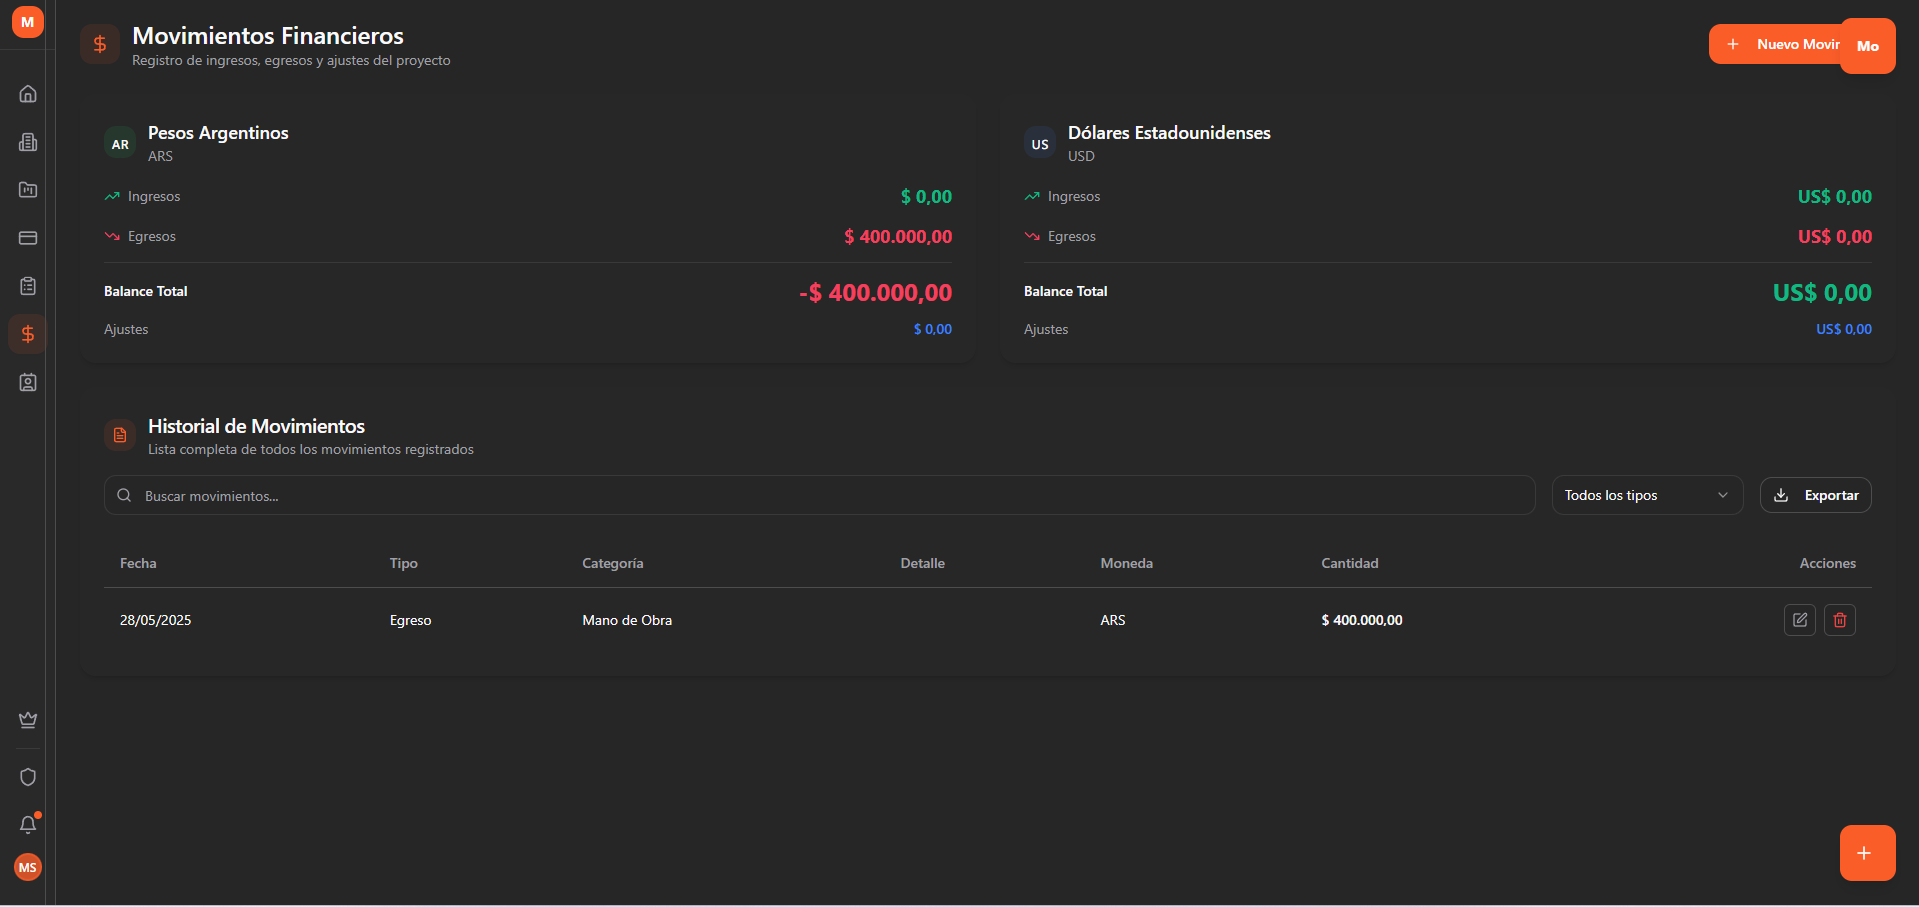 M
Movimientos Financieros
Registro de ingresos, egresos y ajustes del proyecto
Nuevo Movir
Mo
AR
Pesos Argentinos
ARS
Ingresos
$ 0,00
Egresos
$ 400.000,00
Balance Total
-$ 400.000,00
Ajustes
$ 0,00
US
Dólares Estadounidenses
USD
Ingresos
US$ 0,00
Egresos
US$ 0,00
Balance Total
US$ 0,00
Ajustes
US$ 0,00
Historial de Movimientos
Lista completa de todos los movimientos registrados
Buscar movimientos...
Todos los tipos
Exportar
Fecha Tipo Categoría Detalle Moneda Cantidad Acciones
28/05/2025 Egreso Mano de Obra ARS $ 400.000,00
MS